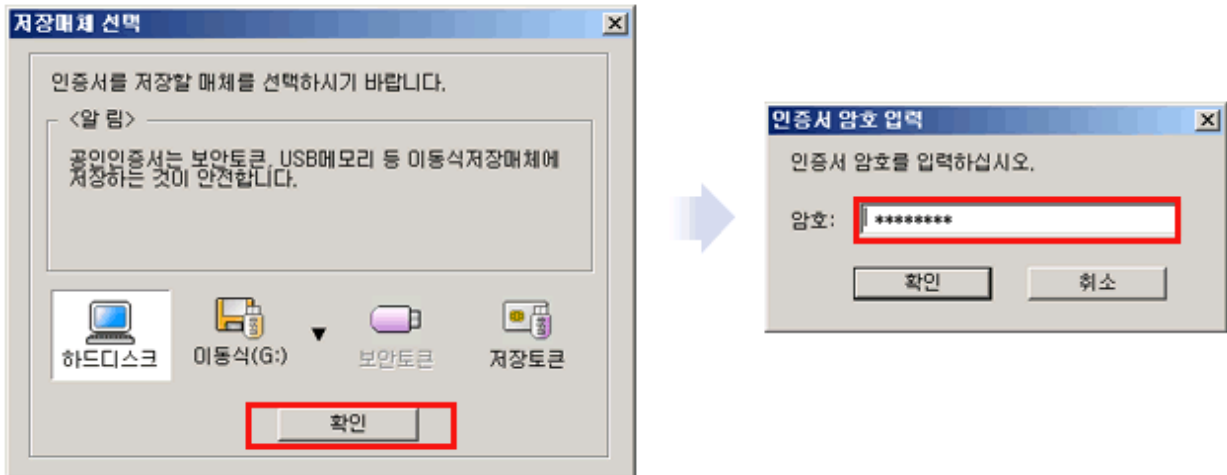 저장매체 선택
인증서를 저장할 매체를 선택하시기 바랍니다.
<알 림>
공인인증서는 보안토큰, USB메모리 등 이동식저장매체에
저장하는 것이 안전합니다.
하드디스크
이동식(G:)
▼
보안토큰
저장토큰
확인
인증서 암호 입력
인증서 암호를 입력하십시오.
암호: ********
확인
취소